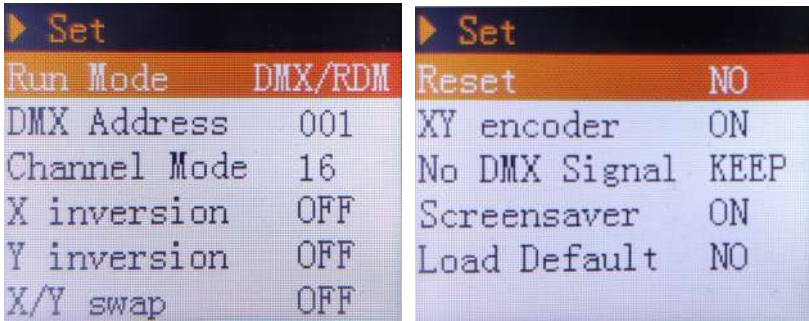 Set
Run Mode DMX/RDM
DMX Address 001
Channel Mode 16
X inversion OFF
Y inversion OFF
X/Y swap OFF
Set
Reset NO
XY encoder ON
No DMX Signal KEEP
Screensaver ON
Load Default NO